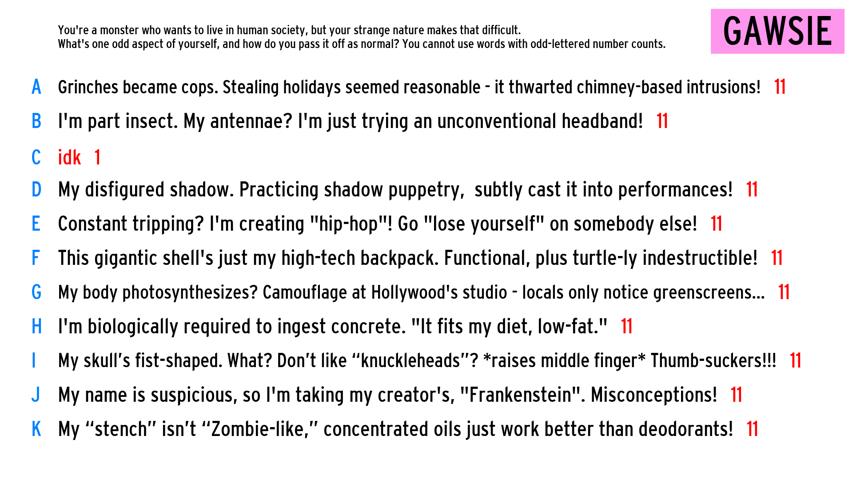 You're a monster who wants to live in human society, but your strange nature makes that difficult.
What's one odd aspect of yourself, and how do you pass it off as normal? You cannot use words with odd-lettered number counts.
GAWSIE
A Grinches became cops. Stealing holidays seemed reasonable - it thwarted chimney-based intrusions! 11
B I'm part insect. My antennae? I'm just trying an unconventional headband! 11
C idk 1
D My disfigured shadow. Practicing shadow puppetry,  subtly cast it into performances! 11
E Constant tripping? I'm creating "hip-hop"! Go "lose yourself" on somebody else! 11
F This gigantic shell's just my high-tech backpack. Functional, plus turtle-ly indestructible! 11
G My body photosynthesizes? Camouflage at Hollywood's studio - locals only notice greenscreens... 11
H I'm biologically required to ingest concrete. "It fits my diet, low-fat." 11
I My skull’s fist-shaped. What? Don’t like “knuckleheads”? *raises middle finger* Thumb-suckers!!! 11
J My name is suspicious, so I'm taking my creator's, "Frankenstein". Misconceptions! 11
K My “stench” isn’t “Zombie-like,” concentrated oils just work better than deodorants! 11